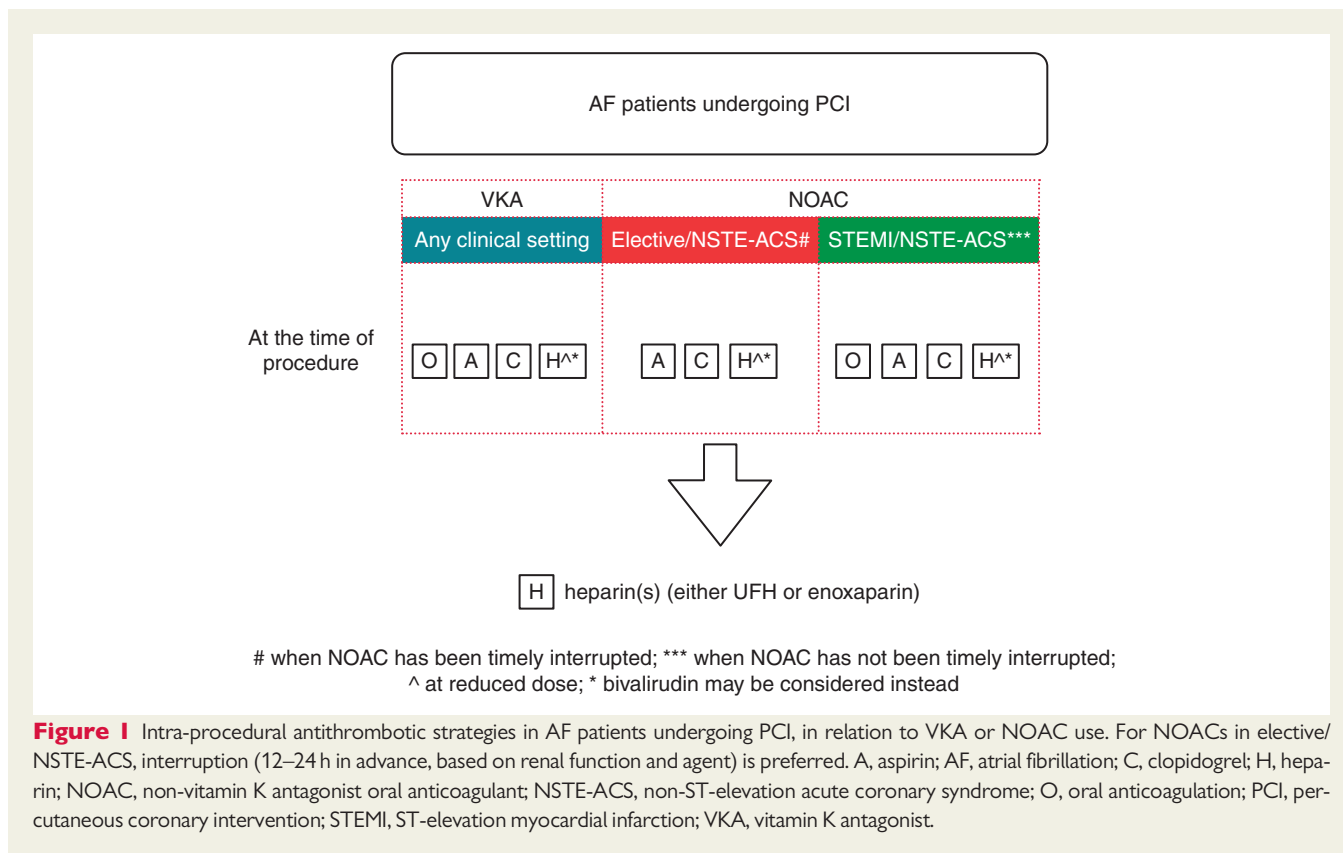 AF patients undergoing PCI
VKA
NOAC
Any clinical setting
Elective/NSTE-ACS#
STEMI/NSTE-ACS***
At the time of
procedure
O A C H^*
A C H^*
O A C H^*
H heparin(s) (either UFH or enoxaparin)
# when NOAC has been timely interrupted; *** when NOAC has not been timely interrupted;
^ at reduced dose; * bivalirudin may be considered instead
Figure 1 Intra-procedural antithrombotic strategies in AF patients undergoing PCI, in relation to VKA or NOAC use. For NOACs in elective/
NSTE-ACS, interruption (12–24 h in advance, based on renal function and agent) is preferred. A, aspirin; AF, atrial fibrillation; C, clopidogrel; H, hepa-
rin; NOAC, non-vitamin K antagonist oral anticoagulant; NSTE-ACS, non-ST-elevation acute coronary syndrome; O, oral anticoagulation; PCI, per-
cutaneous coronary intervention; STEMI, ST-elevation myocardial infarction; VKA, vitamin K antagonist.